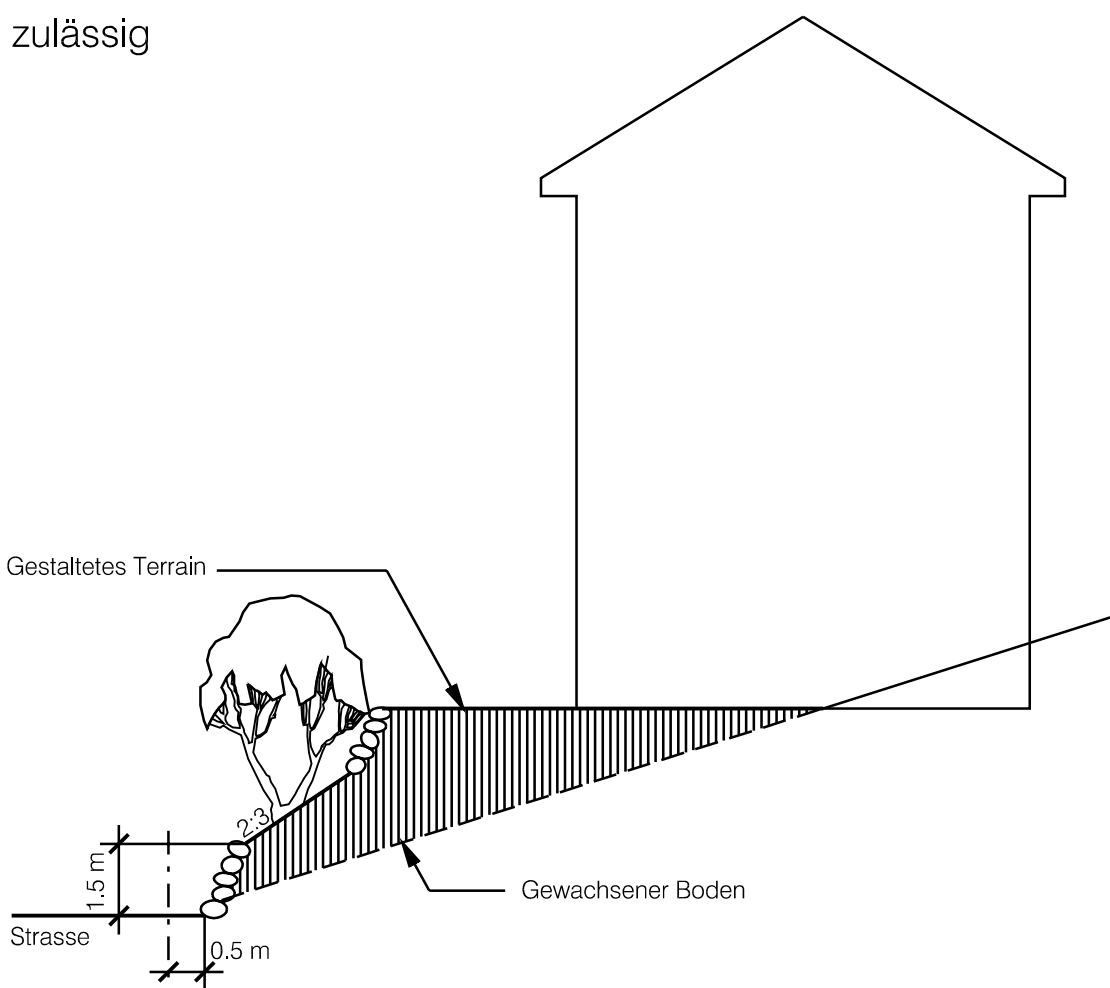 zulässig
Gestaltetes Terrain
2:3
1.5 m
Gewachsener Boden
Strasse
0.5 m